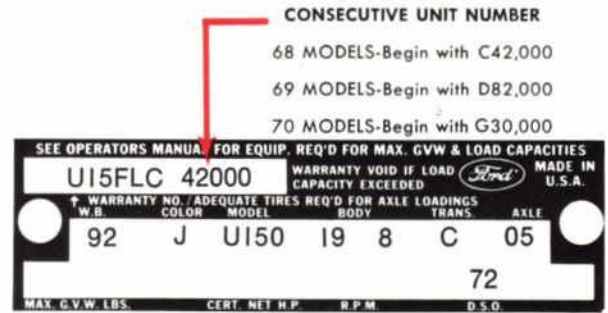 CONSECUTIVE UNIT NUMBER
68 MODELS-Begin with C42,000
69 MODELS-Begin with D82,000
70 MODELS-Begin with G30,000
SEE OPERATORS MANUAL FOR EQUIP. REQ'D FOR MAX. GVW & LOAD CAPACITIES
U15FLC 42000 WARRANTY VOID IF LOAD CAPACITY EXCEEDED Ford MADE IN U.S.A.
↑ WARRANTY NO./ADEQUATE TIRES REQ'D FOR AXLE LOADINGS
W.B. COLOR MODEL BODY TRANS. AXLE
92 J U150 19 8 C 05
72
MAX. G.V.W. LBS. CERT. NET H.P. R.P.M. D.S.O.